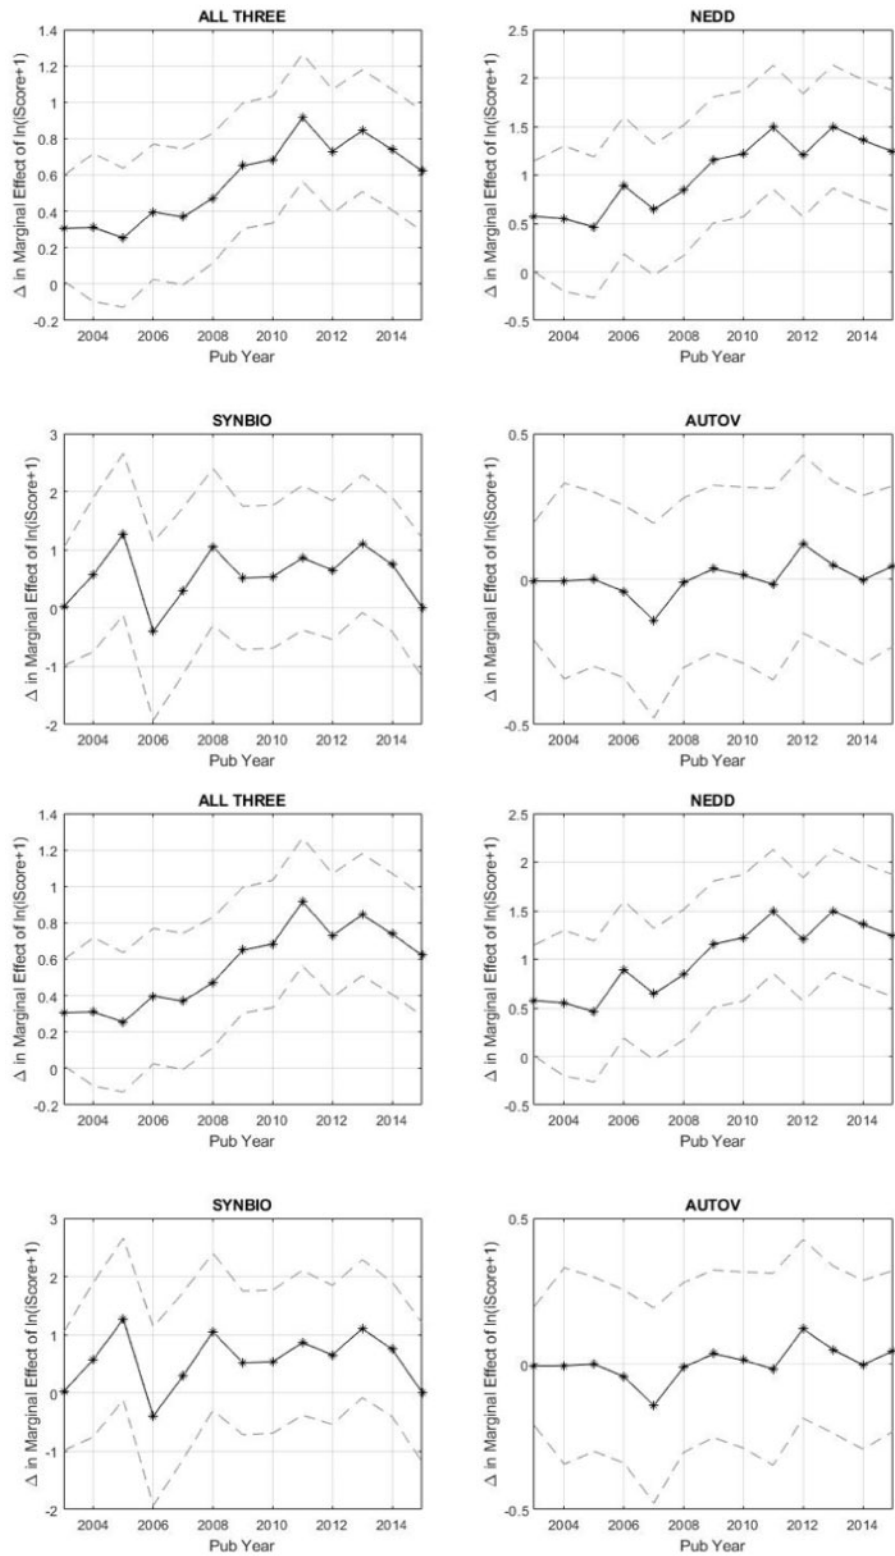 ALL THREE
1.4
1.2
1
0.8
0.6
0.4
0.2
0
-0.2
Δ in Marginal Effect of ln(iScore+1)
2004 2006 2008 2010 2012 2014
Pub Year
NEDD
2.5
2
1.5
1
0.5
0
-0.5
Δ in Marginal Effect of ln(iScore+1)
2004 2006 2008 2010 2012 2014
Pub Year
SYNBIO
3
2
1
0
-1
-2
Δ in Marginal Effect of ln(iScore+1)
2004 2006 2008 2010 2012 2014
Pub Year
AUTOV
0.5
0
-0.5
Δ in Marginal Effect of ln(iScore+1)
2004 2006 2008 2010 2012 2014
Pub Year
ALL THREE
1.4
1.2
1
0.8
0.6
0.4
0.2
0
-0.2
Δ in Marginal Effect of ln(iScore+1)
2004 2006 2008 2010 2012 2014
Pub Year
NEDD
2.5
2
1.5
1
0.5
0
-0.5
Δ in Marginal Effect of ln(iScore+1)
2004 2006 2008 2010 2012 2014
Pub Year
SYNBIO
3
2
1
0
-1
-2
Δ in Marginal Effect of ln(iScore+1)
2004 2006 2008 2010 2012 2014
Pub Year
AUTOV
0.5
0
-0.5
Δ in Marginal Effect of ln(iScore+1)
2004 2006 2008 2010 2012 2014
Pub Year